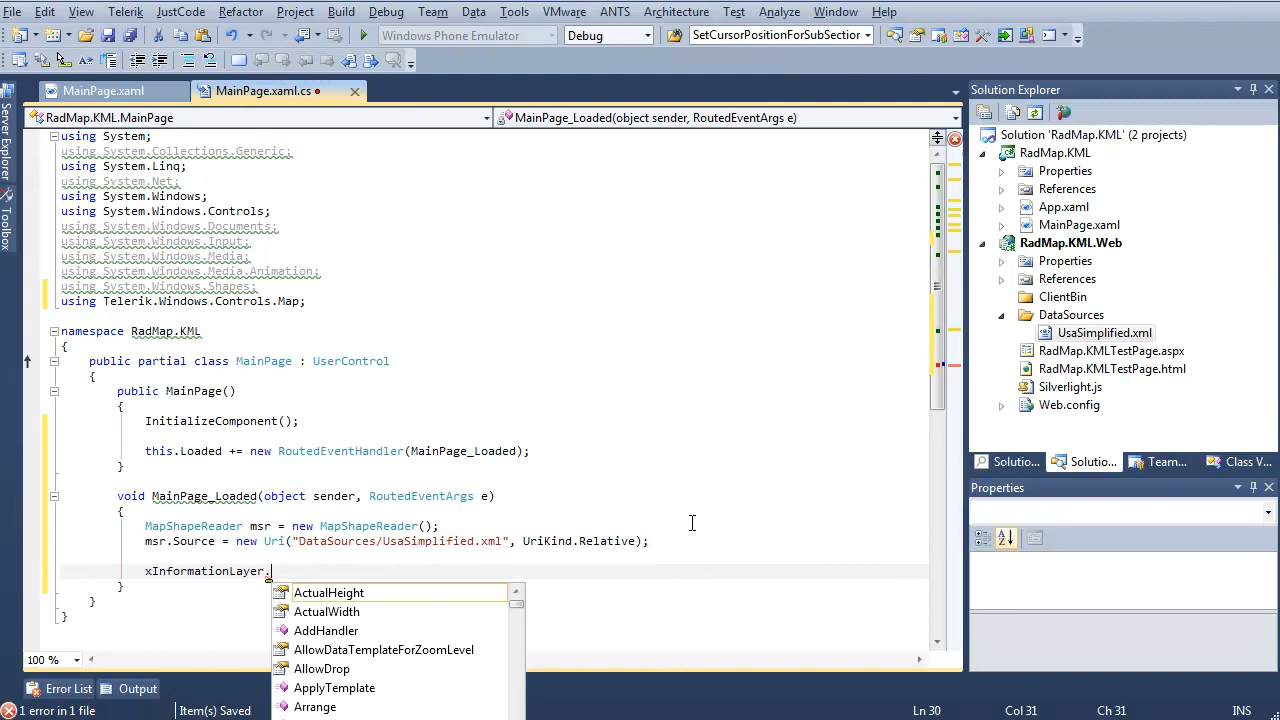 File Edit View Telerik JustCode Refactor Project Build Debug Team Data Tools VMware ANTS Architecture Test Analyze Window Help
Windows Phone Emulator Debug SetCursorPositionForSubSection
MainPage.xaml MainPage.xaml.cs
RadMap.KML.MainPage MainPage_Loaded(object sender, RoutedEventArgs e)
using System;
using System.Collections.Generic;
using System.Linq;
using System.Net;
using System.Windows;
using System.Windows.Controls;
using System.Windows.Documents;
using System.Windows.Input;
using System.Windows.Media;
using System.Windows.Media.Animation;
using System.Windows.Shapes;
using Telerik.Windows.Controls.Map;
namespace RadMap.KML
{
public partial class MainPage : UserControl
{
public MainPage()
{
InitializeComponent();
this.Loaded += new RoutedEventHandler(MainPage_Loaded);
}
void MainPage_Loaded(object sender, RoutedEventArgs e)
{
MapShapeReader msr = new MapShapeReader();
msr.Source = new Uri("DataSources/UsaSimplified.xml", UriKind.Relative);
xInformationLayer.
}
}
}
ActualHeight
ActualWidth
AddHandler
AllowDataTemplateForZoomLevel
AllowDrop
ApplyTemplate
Arrange
100 %
Server Explorer
Toolbox
Solution Explorer
Solution 'RadMap.KML' (2 projects)
RadMap.KML
Properties
References
App.xaml
MainPage.xaml
RadMap.KML.Web
Properties
References
ClientBin
DataSources
UsaSimplified.xml
RadMap.KMLTestPage.aspx
RadMap.KMLTestPage.html
Silverlight.js
Web.config
Solutio... Solutio... Team... Class V...
Properties
Error List Output
1 error in 1 file Item(s) Saved Ln 30 Col 31 Ch 31 INS